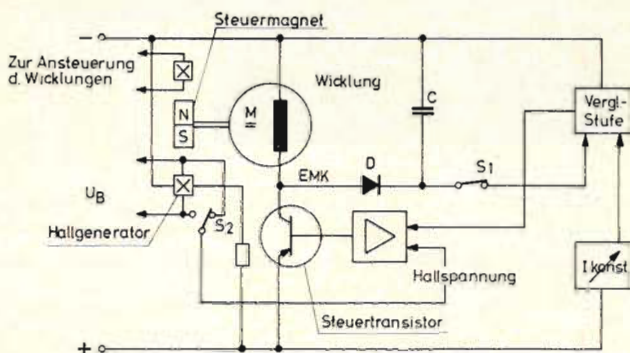 Steuermagnet
−
Zur Ansteuerung
d. Wicklungen
N
S
M
=
Wicklung
C
Vergl.-
Stufe
EMK
D
S1
UB
S2
Hallgenerator
Hallspannung
I konst
Steuertransistor
+